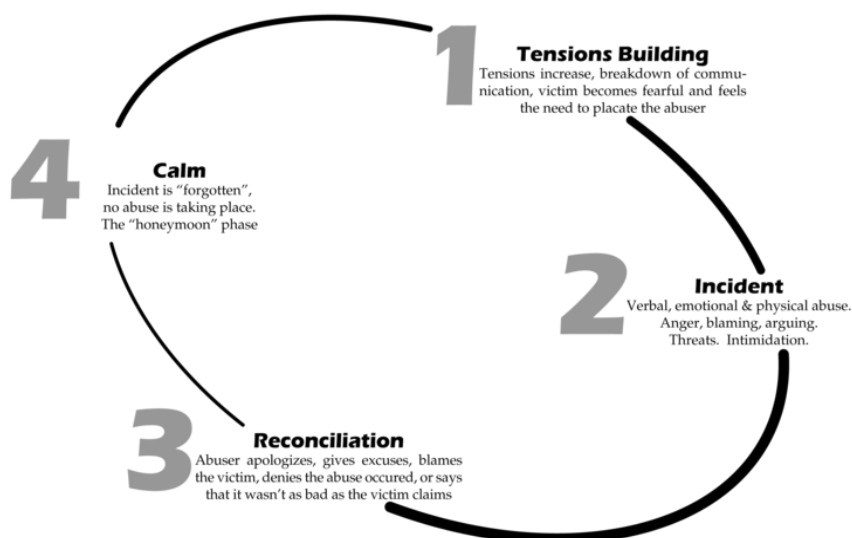 1
Tensions Building
Tensions increase, breakdown of commu-
nication, victim becomes fearful and feels
the need to placate the abuser
2
Incident
Verbal, emotional & physical abuse.
Anger, blaming, arguing.
Threats. Intimidation.
3
Reconciliation
Abuser apologizes, gives excuses, blames
the victim, denies the abuse occured, or says
that it wasn't as bad as the victim claims
4
Calm
Incident is “forgotten”,
no abuse is taking place.
The “honeymoon” phase